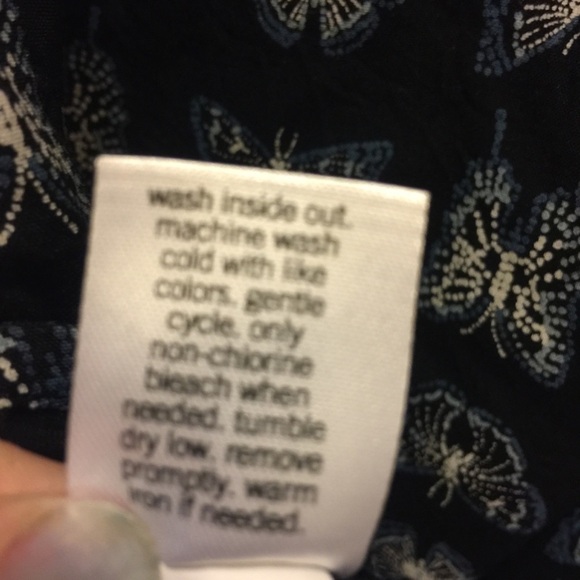 wash inside out.
machine wash
cold with like
colors. gentle
cycle. only
non-chlorine
bleach when
needed. tumble
dry low. remove
promptly. warm
iron if needed.